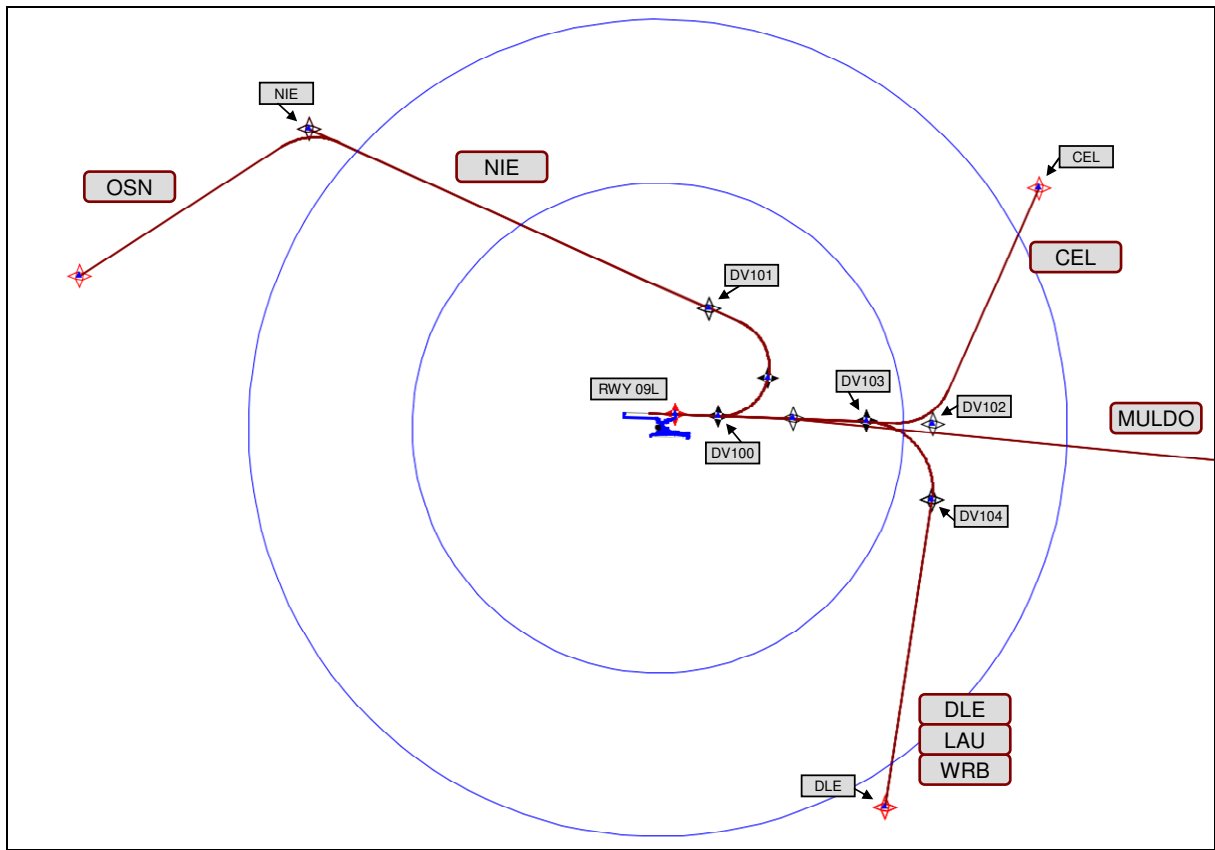 NIE
CEL
NIE
OSN
CEL
DV101
DV103
RWY 09L
DV102
MULDO
DV100
DV104
DLE
LAU
WRB
DLE